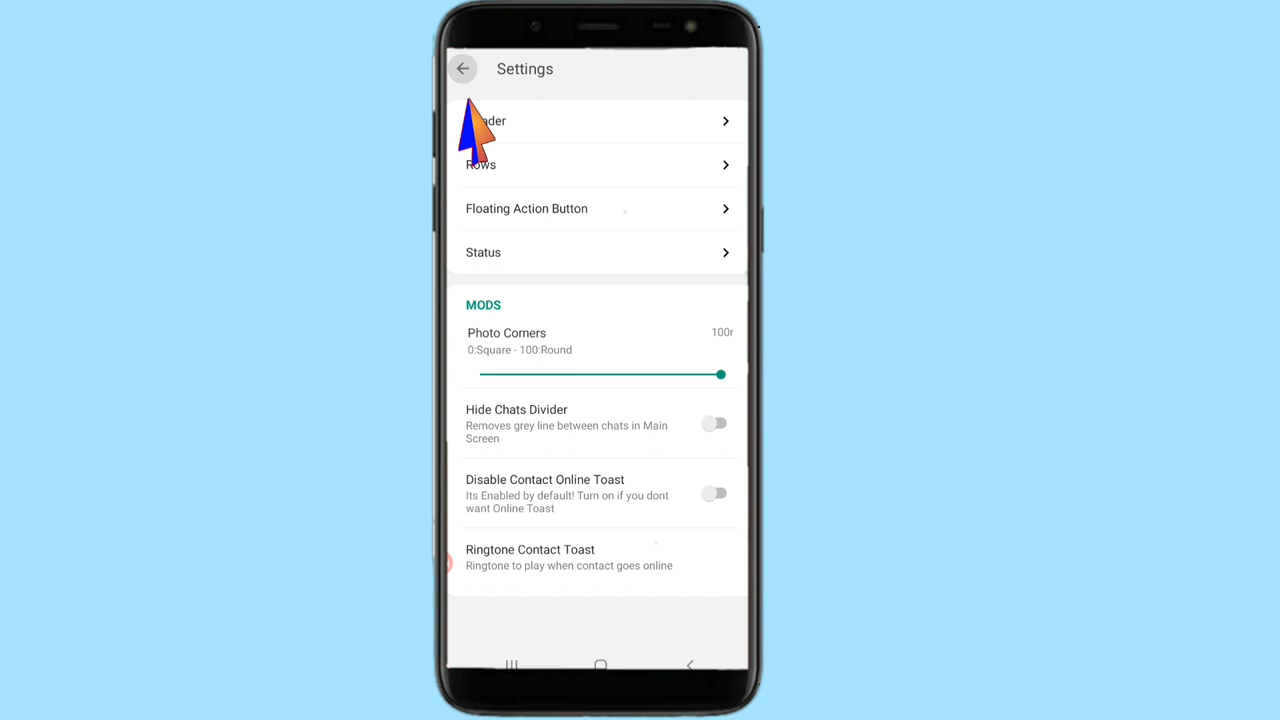 Settings
Rows
Floating Action Button
Status
MODS
Photo Corners
100r
0:Square - 100:Round
Hide Chats Divider
Removes grey line between chats in Main
Screen
Disable Contact Online Toast
Its Enabled by default! Turn on if you dont
want Online Toast
Ringtone Contact Toast
Ringtone to play when contact goes online